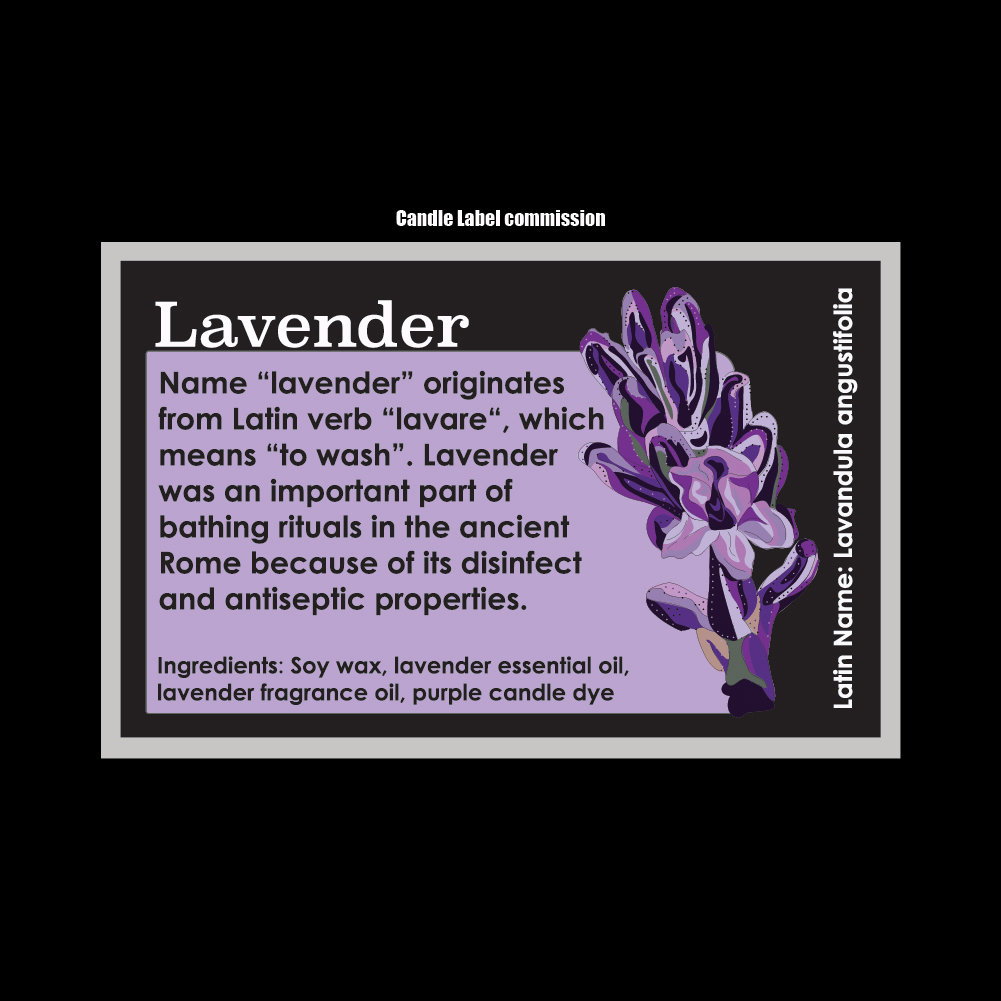 Candle Label commission
Lavender
Name “lavender” originates
from Latin verb “lavare“, which
means “to wash”. Lavender
was an important part of
bathing rituals in the ancient
Rome because of its disinfect
and antiseptic properties.
Ingredients: Soy wax, lavender essential oil,
lavender fragrance oil, purple candle dye
Latin Name: Lavandula angustifolia